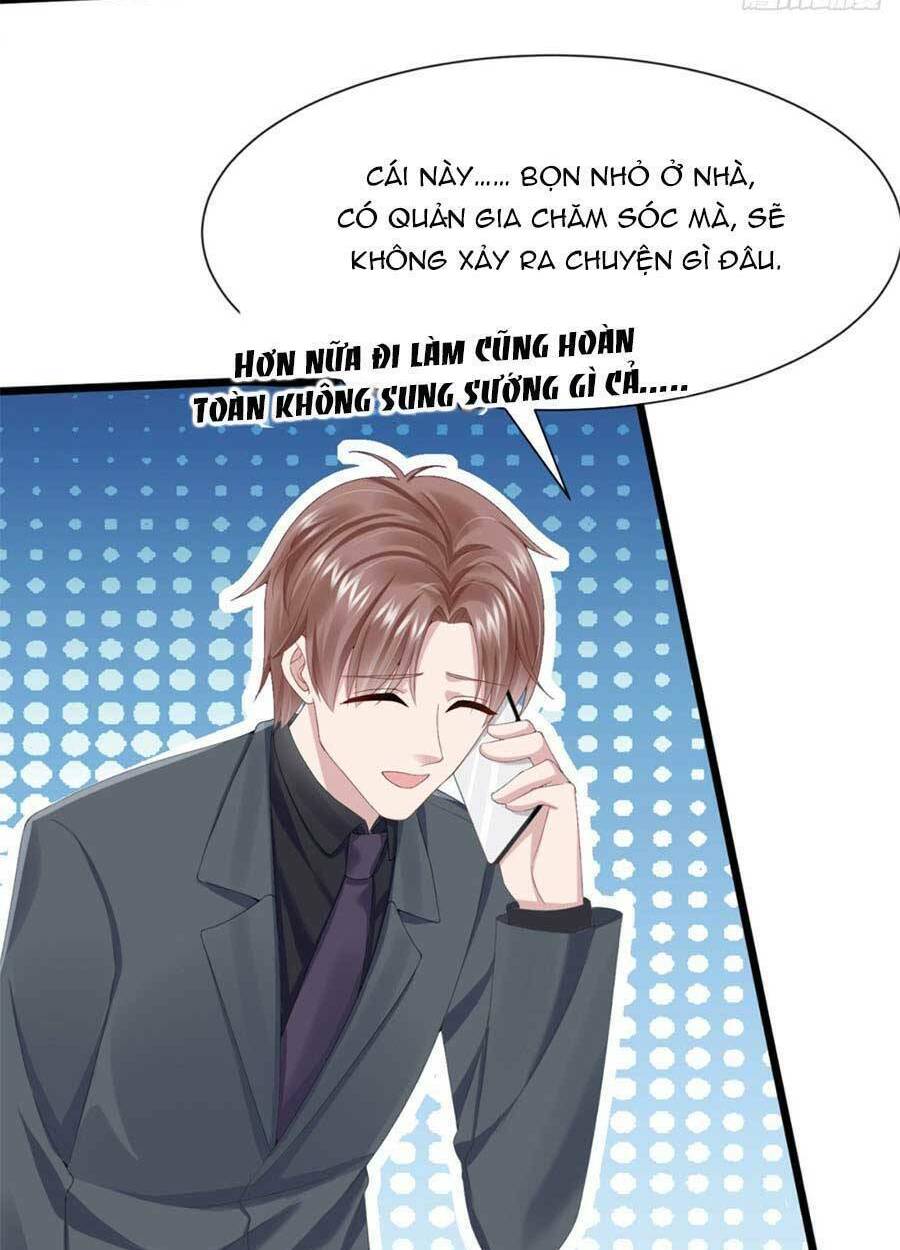 CÁI NÀY...... BỌN NHỎ Ở NHÀ,
CÓ QUẢN GIA CHĂM SÓC MÀ, SẼ
KHÔNG XẢY RA CHUYỆN GÌ ĐÂU.
HƠN NỮA ĐI LÀM CŨNG HOÀN
TOÀN KHÔNG SUNG SƯỚNG GÌ CẢ.....